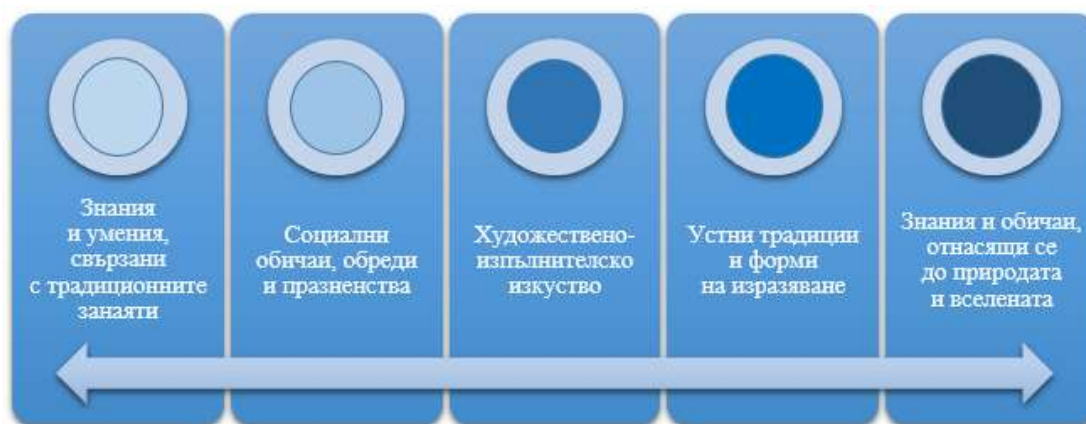 Знания
и умения,
свързани
с традиционните
занаяти
Социални
обичаи, обреди
и празненства
Художествено-
изпълнителско
изкуство
Устни традиции
и форми
на изразяване
Знания и обичаи,
отнасящи се
до природата
и вселената